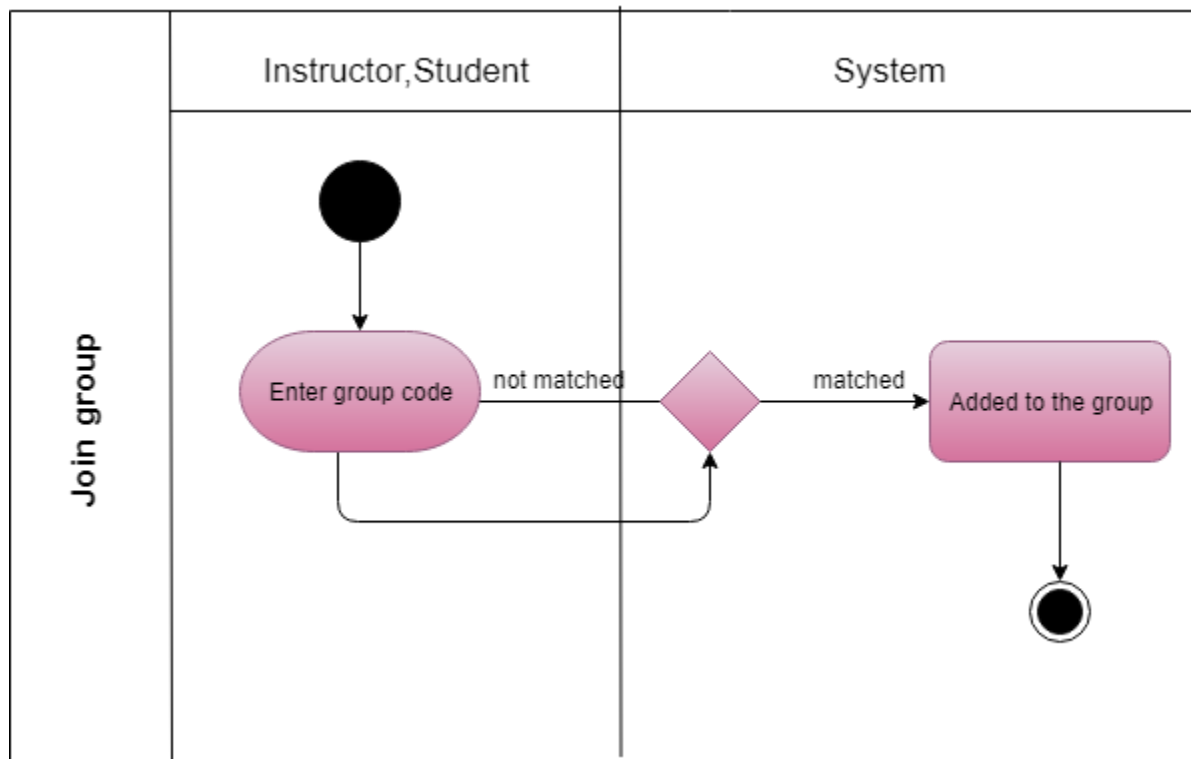 Instructor,Student
System
Join group
Enter group code
not matched
matched
Added to the group